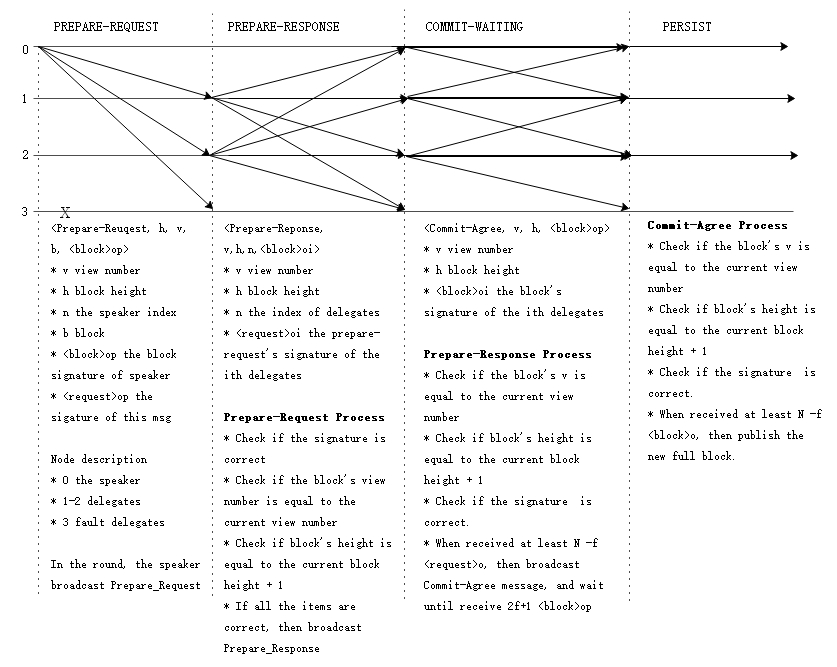 PREPARE-REQUEST
PREPARE-RESPONSE
COMMIT-WAITING
PERSIST
0
1
2
3
X
<Prepare-Reuqest, h, v,
b, <block>op>
* v view number
* h block height
* n the speaker index
* b block
* <block>op the block
signature of speaker
* <request>op the
sigature of this msg
Node description
* 0 the speaker
* 1-2 delegates
* 3 fault delegates
In the round, the speaker
broadcast Prepare_Request
<Prepare-Reponse,
v,h,n,<block>oi>
* v view number
* h block height
* n the index of delegates
* <request>oi the prepare-
request's signature of the
ith delegates
Prepare-Request Process
* Check if the signature is
correct
* Check if the block's view
number is equal to the
current view number
* Check if block's height is
equal to the current block
height + 1
* If all the items are
correct, then broadcast
Prepare_Response
<Commit-Agree, v, h, <block>op>
* v view number
* h block height
* <block>oi the block's
signature of the ith delegates
Prepare-Response Process
* Check if the block's v is
equal to the current view
number
* Check if block's height is
equal to the current block
height + 1
* Check if the signature  is
correct.
* When received at least N -f
<request>o, then broadcast
Commit-Agree message, and wait
until receive 2f+1 <block>op
Commit-Agree Process
* Check if the block's v is
equal to the current view
number
* Check if block's height is
equal to the current block
height + 1
* Check if the signature  is
correct.
* When received at least N -f
<block>o, then publish the
new full block.